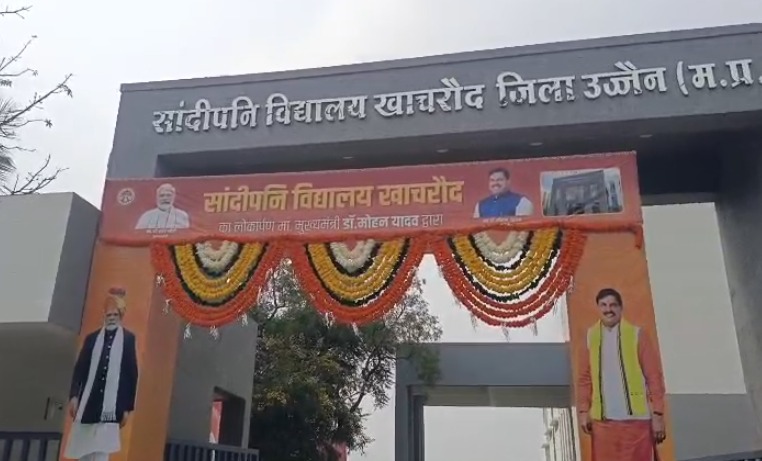 सांदीपनि विद्यालय खाचरौद जिला उज्जैन (म.प्र.
सांदीपनि विद्यालय खाचरौद
का लोकार्पण मा. मुख्यमंत्री डॉ.मोहन यादव द्वारा